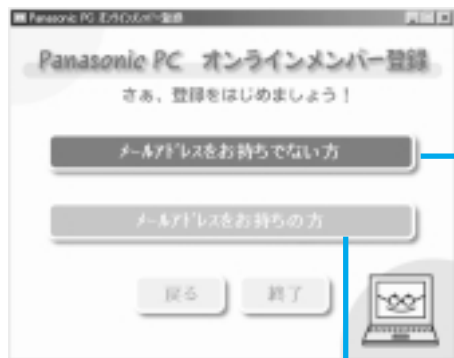 Panasonic PC オンラインメンバー登録
Panasonic PC オンラインメンバー登録
さぁ、登録をはじめましょう！
メールアドレスをお持ちでない方
メールアドレスをお持ちの方
戻る
終了